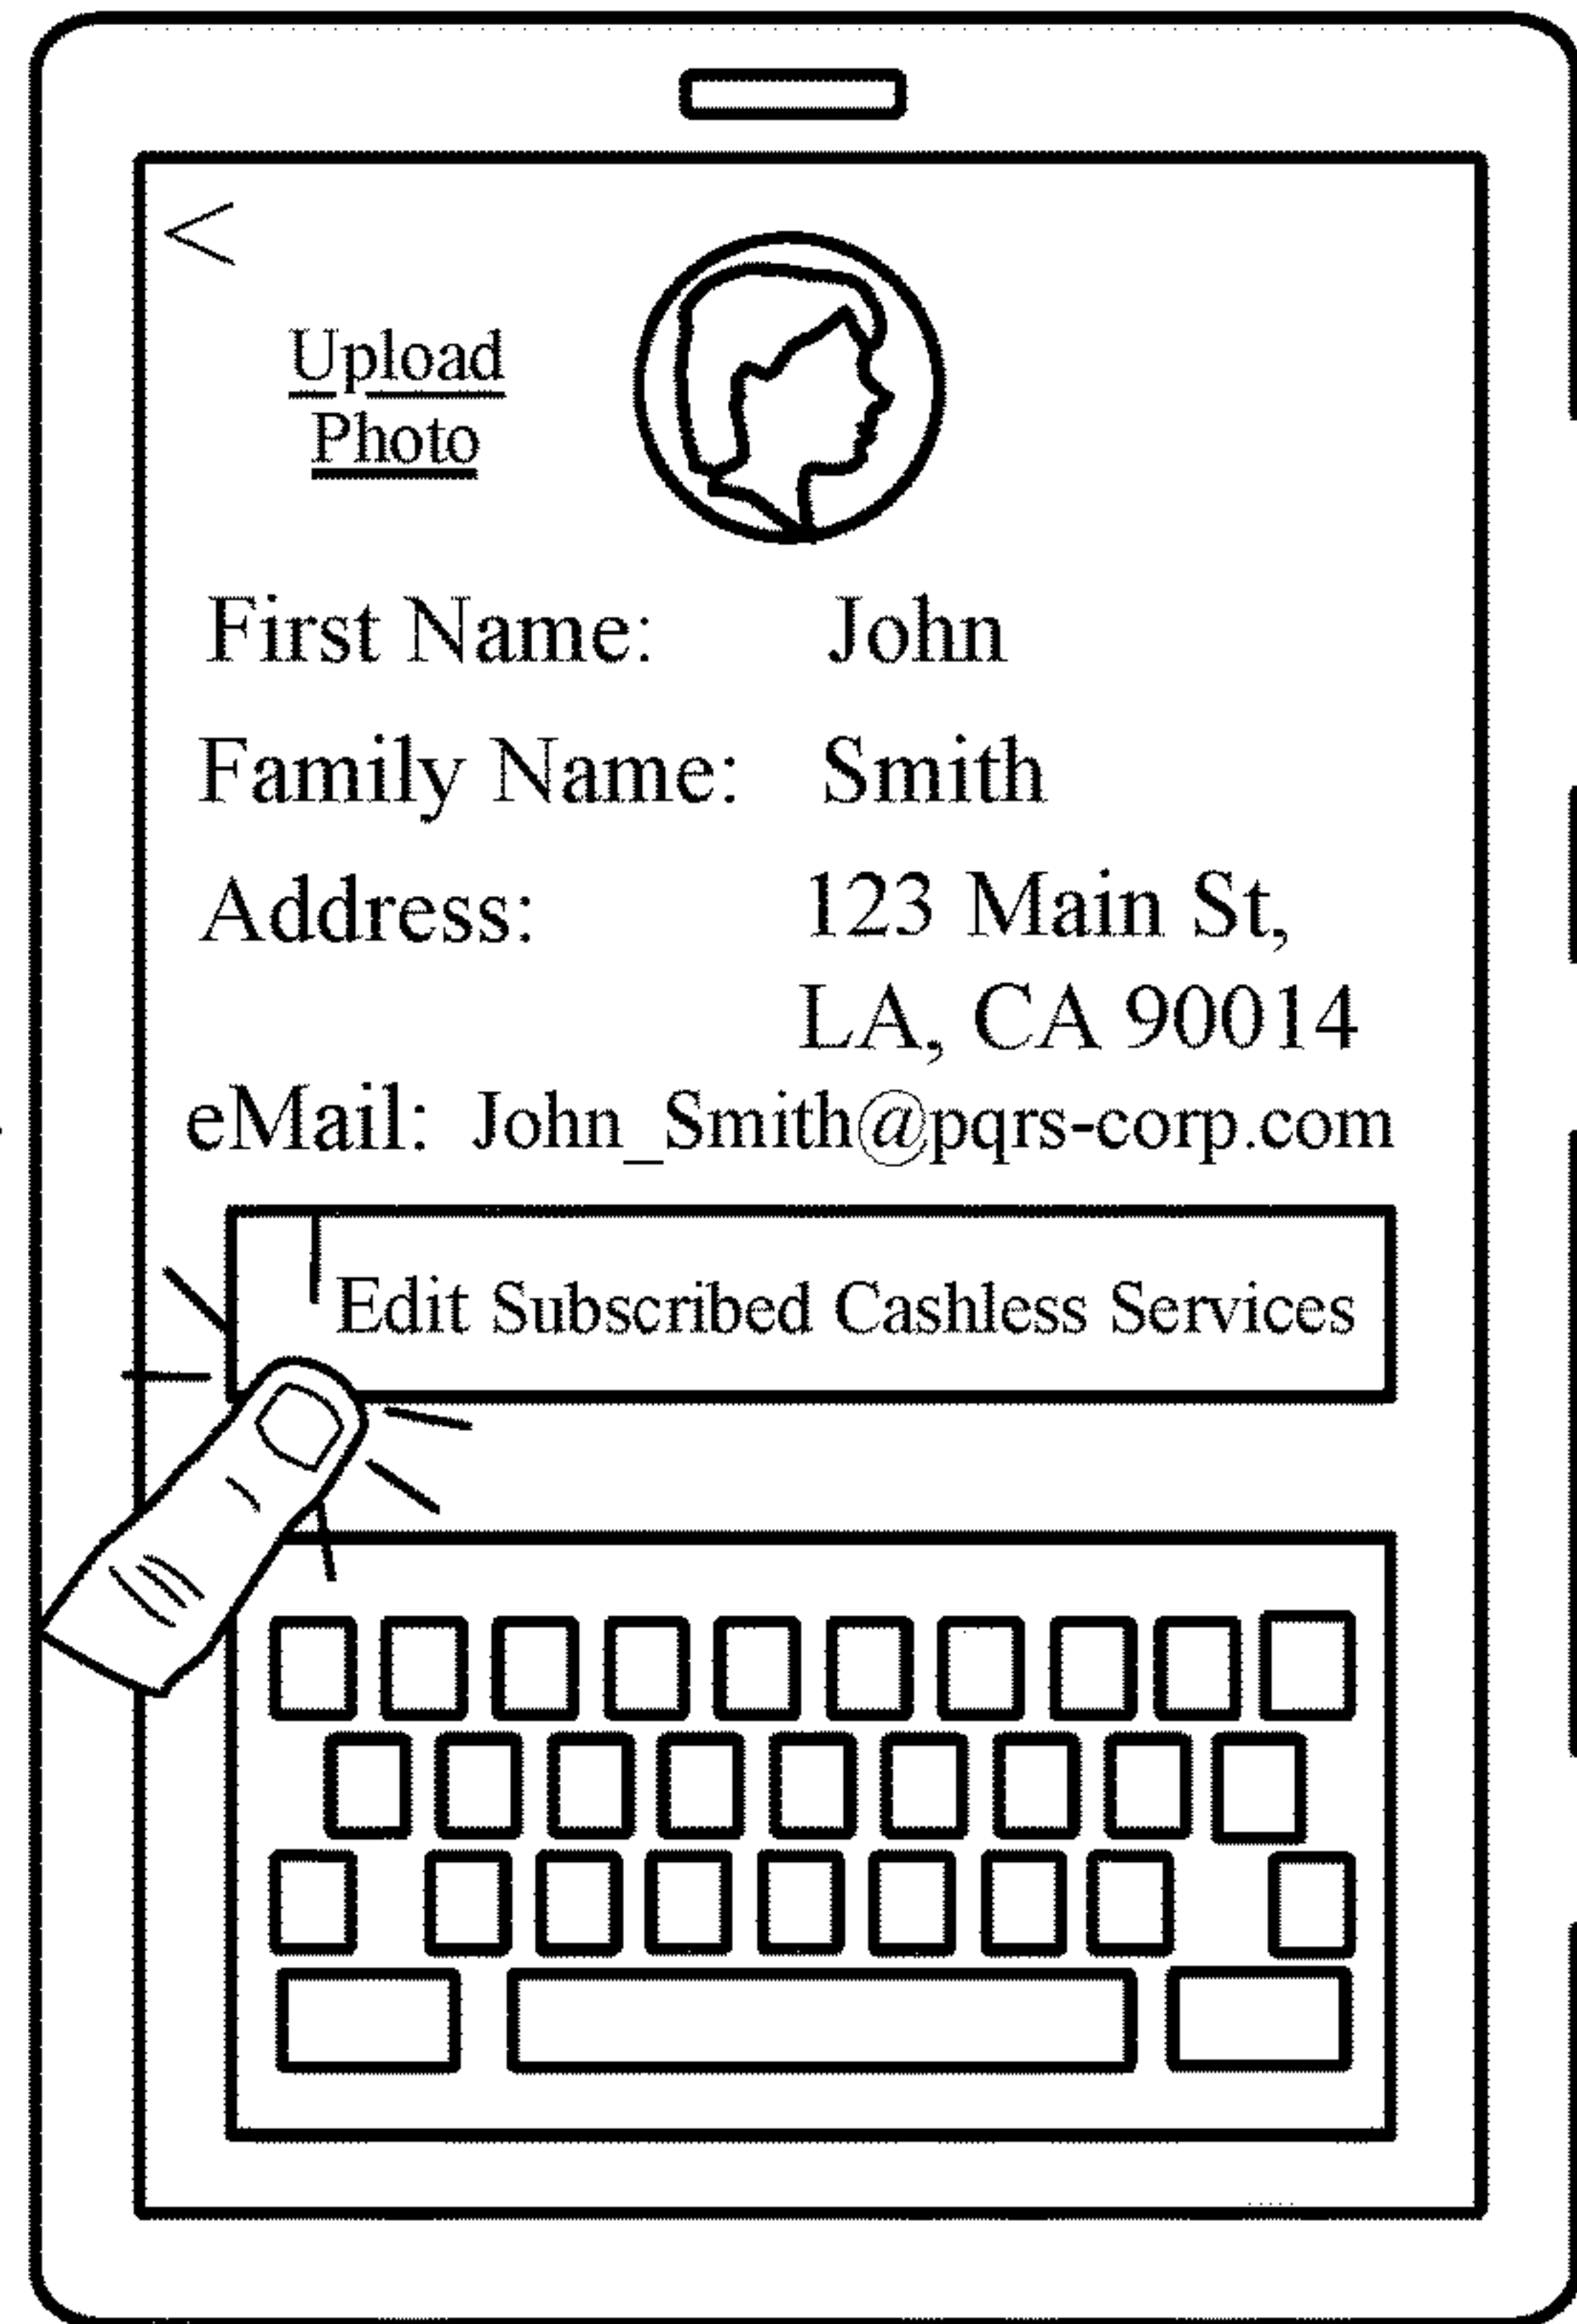 <
Upload
Photo
First Name: John
Family Name: Smith
Address: 123 Main St,
LA, CA 90014
eMail: John_Smith@pqrs-corp.com
Edit Subscribed Cashless Services